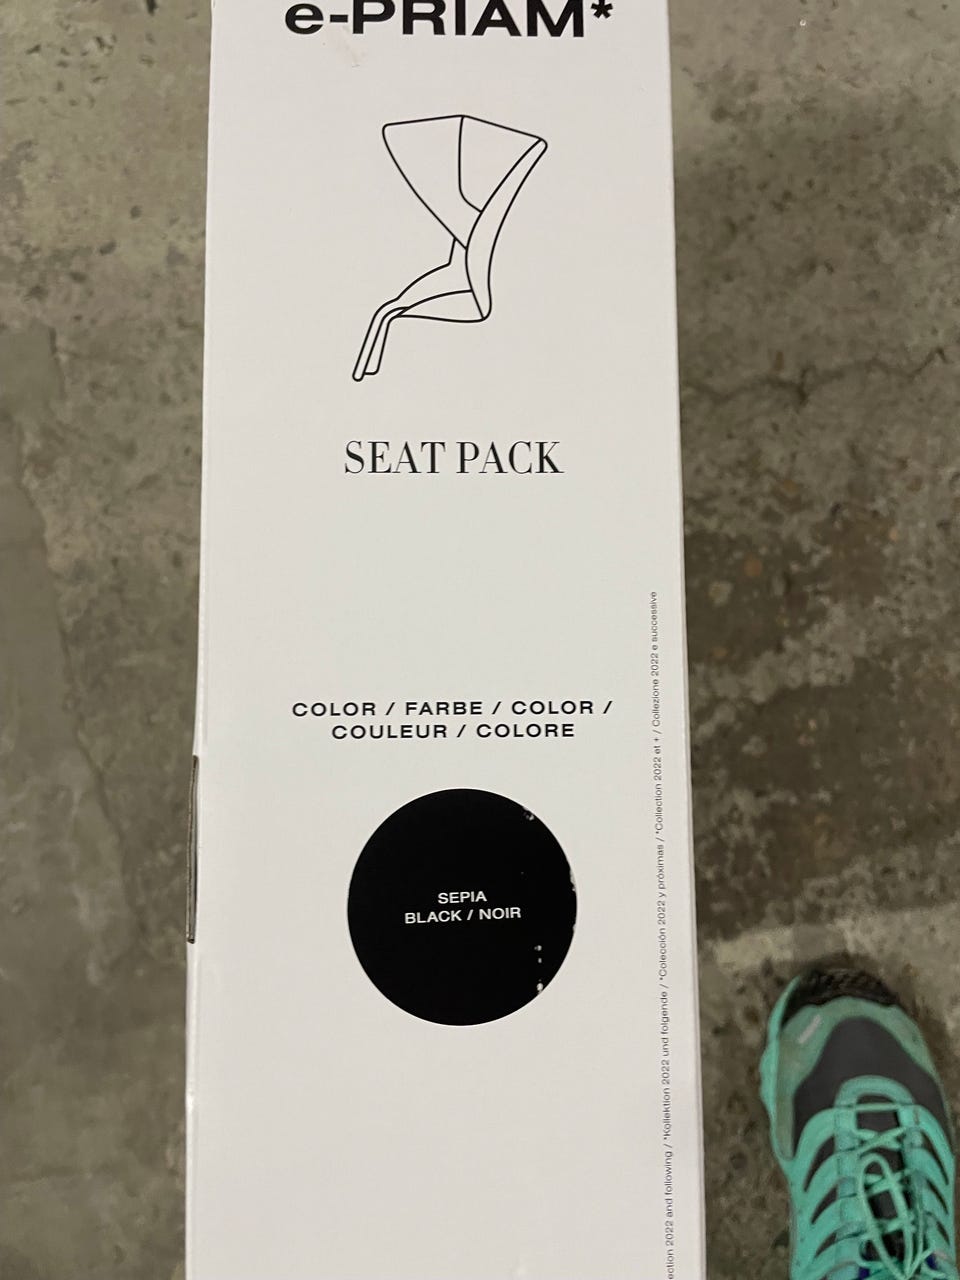 e-PRIAM*
SEAT PACK
COLOR / FARBE / COLOR /
COULEUR / COLORE
SEPIA
BLACK / NOIR
2022 and following / *Kollektion 2022 und folgende / *Colección 2022 y próximas / *Collection 2022 et + / Collezione 2022 e successive